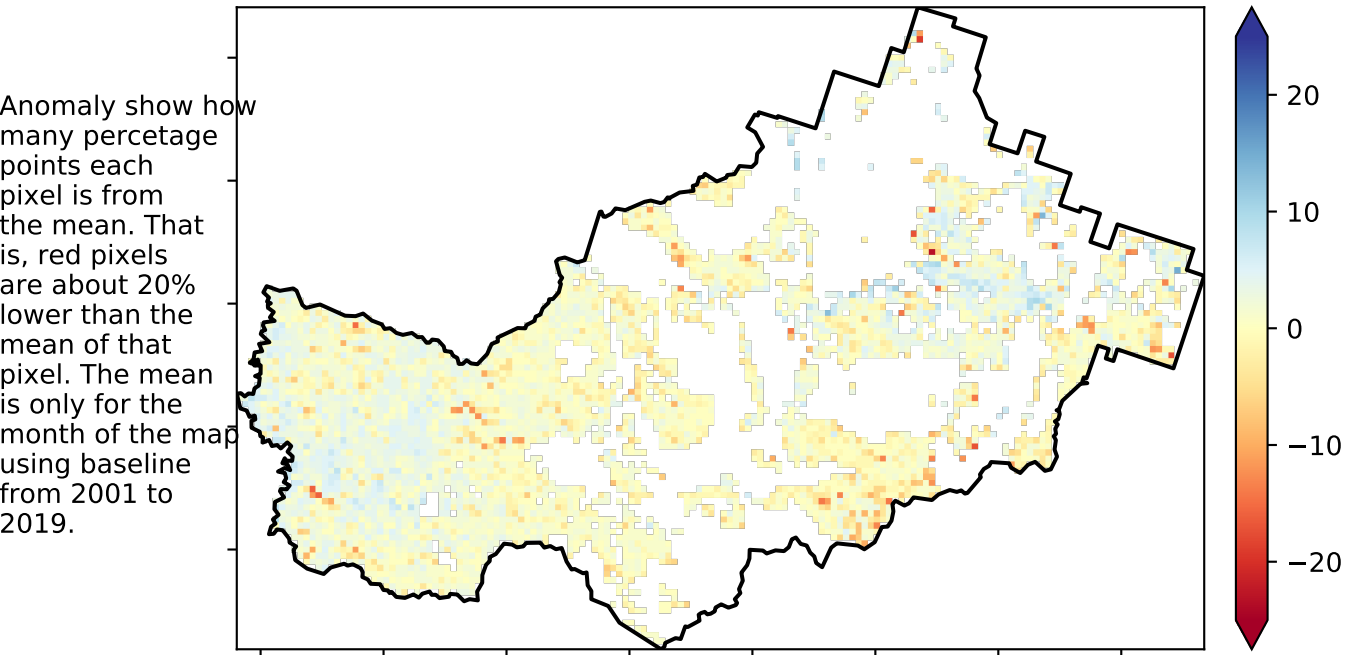 Anomaly show how
many percetage
points each
pixel is from
the mean. That
is, red pixels
are about 20%
lower than the
mean of that
pixel. The mean
is only for the
month of the map
using baseline
from 2001 to
2019.
20
10
0
−10
−20